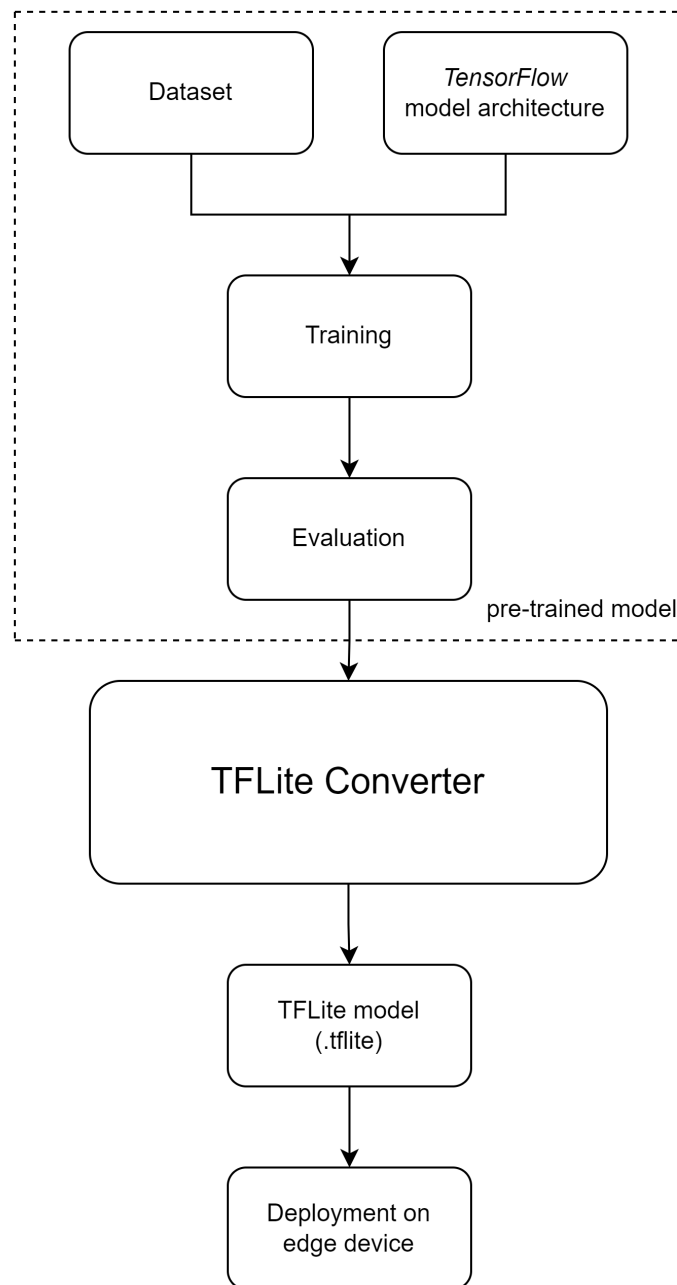 Dataset
TensorFlow
model architecture
Training
Evaluation
pre-trained model
TFLite Converter
TFLite model
(.tflite)
Deployment on
edge device